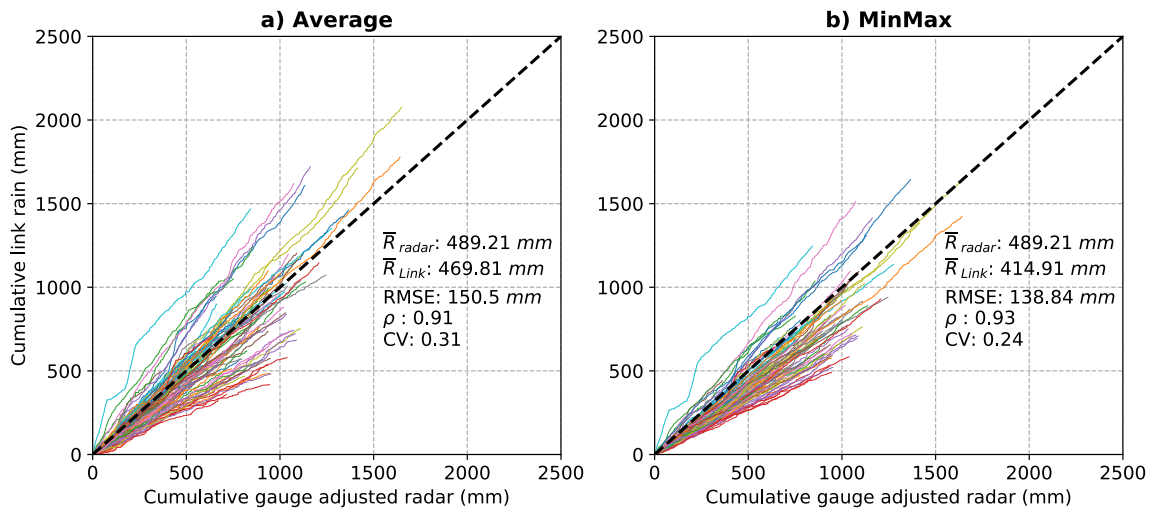 a) Average
2500
2000
1500
1000
500
0
0 500 1000 1500 2000 2500
Cumulative link rain (mm)
Cumulative gauge adjusted radar (mm)
R̅ radar: 489.21 mm
R̅ Link: 469.81 mm
RMSE: 150.5 mm
ρ : 0.91
CV: 0.31
b) MinMax
2500
2000
1500
1000
500
0
0 500 1000 1500 2000 2500
Cumulative gauge adjusted radar (mm)
R̅ radar: 489.21 mm
R̅ Link: 414.91 mm
RMSE: 138.84 mm
ρ : 0.93
CV: 0.24